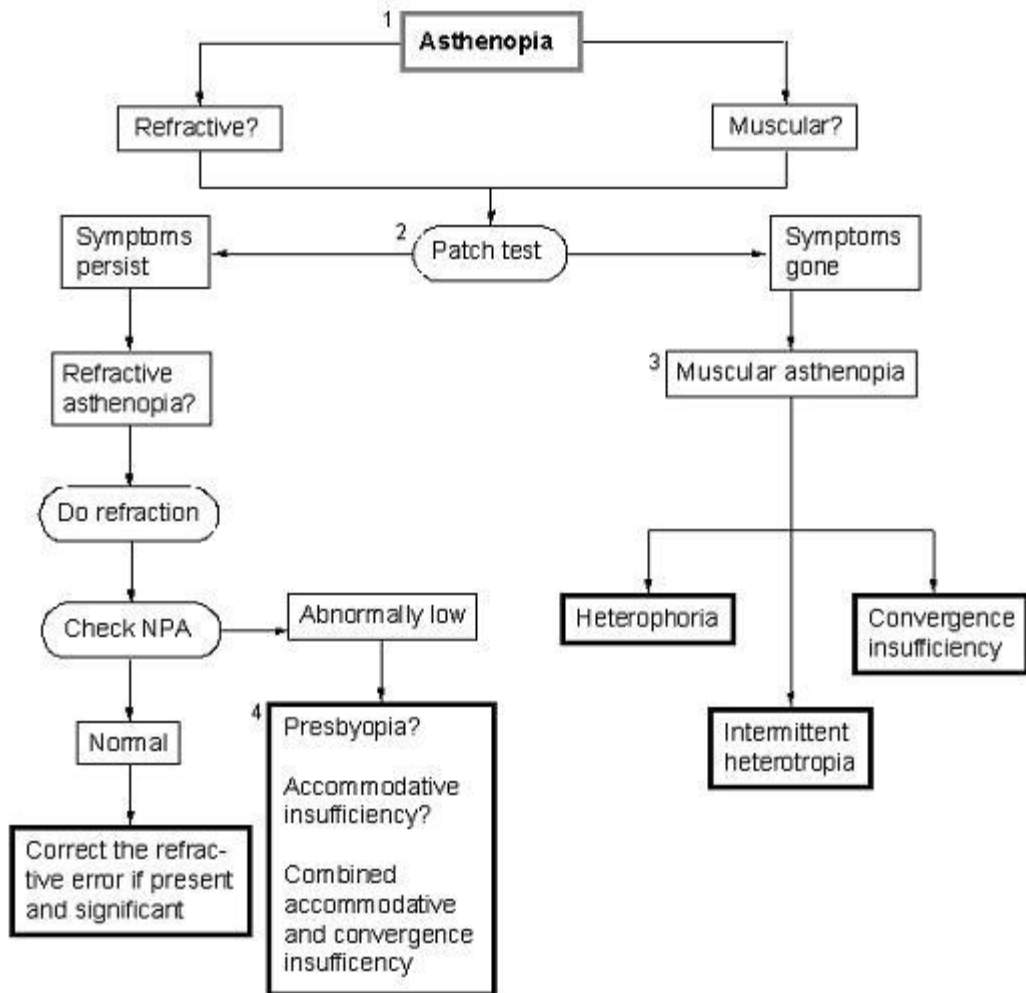 1
Asthenopia
Refractive?
Muscular?
2
Patch test
Symptoms
persist
Symptoms
gone
Refractive
asthenopia?
3
Muscular asthenopia
Do refraction
Check NPA
Abnormally low
Heterophoria
Convergence
insufficiency
Intermittent
heterotropia
Normal
4
Presbyopia?
Accommodative
insufficiency?
Combined
accommodative
and convergence
insufficency
Correct the refrac-
tive error if present
and significant